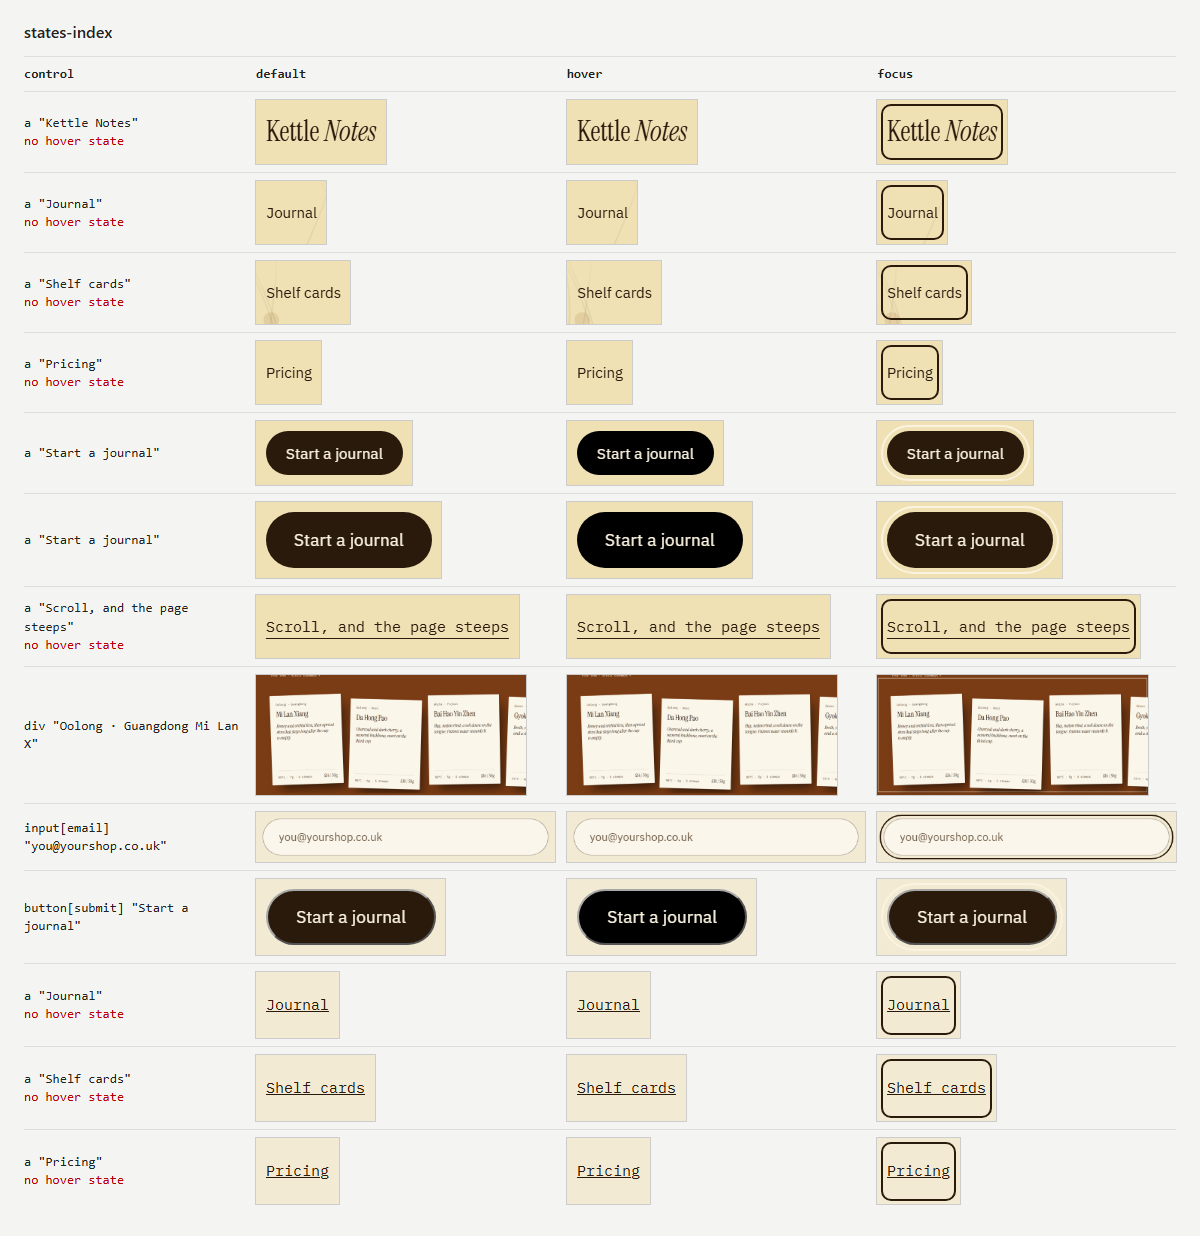 states-index
control default hover focus
a "Kettle Notes"
no hover state
Kettle Notes Kettle Notes Kettle Notes
a "Journal"
no hover state
Journal Journal Journal
a "Shelf cards"
no hover state
Shelf cards Shelf cards Shelf cards
a "Pricing"
no hover state
Pricing Pricing Pricing
a "Start a journal"
Start a journal Start a journal Start a journal
a "Start a journal"
Start a journal Start a journal Start a journal
a "Scroll, and the page
steeps"
no hover state
Scroll, and the page steeps Scroll, and the page steeps Scroll, and the page steeps
div "Oolong · Guangdong Mi Lan
X"
Mi Lan Xiang Da Hong Pao Bai Hao Yin Zhen
Mi Lan Xiang Da Hong Pao Bai Hao Yin Zhen
Mi Lan Xiang Da Hong Pao Bai Hao Yin Zhen
input[email]
"you@yourshop.co.uk"
you@yourshop.co.uk you@yourshop.co.uk you@yourshop.co.uk
button[submit] "Start a
journal"
Start a journal Start a journal Start a journal
a "Journal"
no hover state
Journal Journal Journal
a "Shelf cards"
no hover state
Shelf cards Shelf cards Shelf cards
a "Pricing"
no hover state
Pricing Pricing Pricing